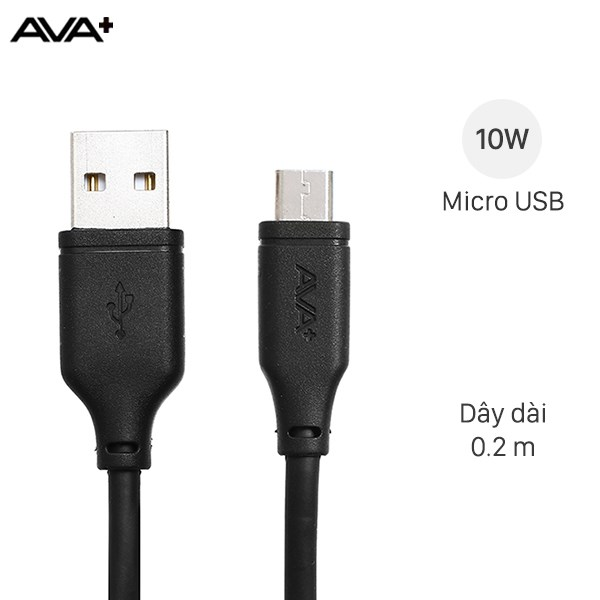 AVA+
10W
Micro USB
AVA+
Dây dài
0.2 m